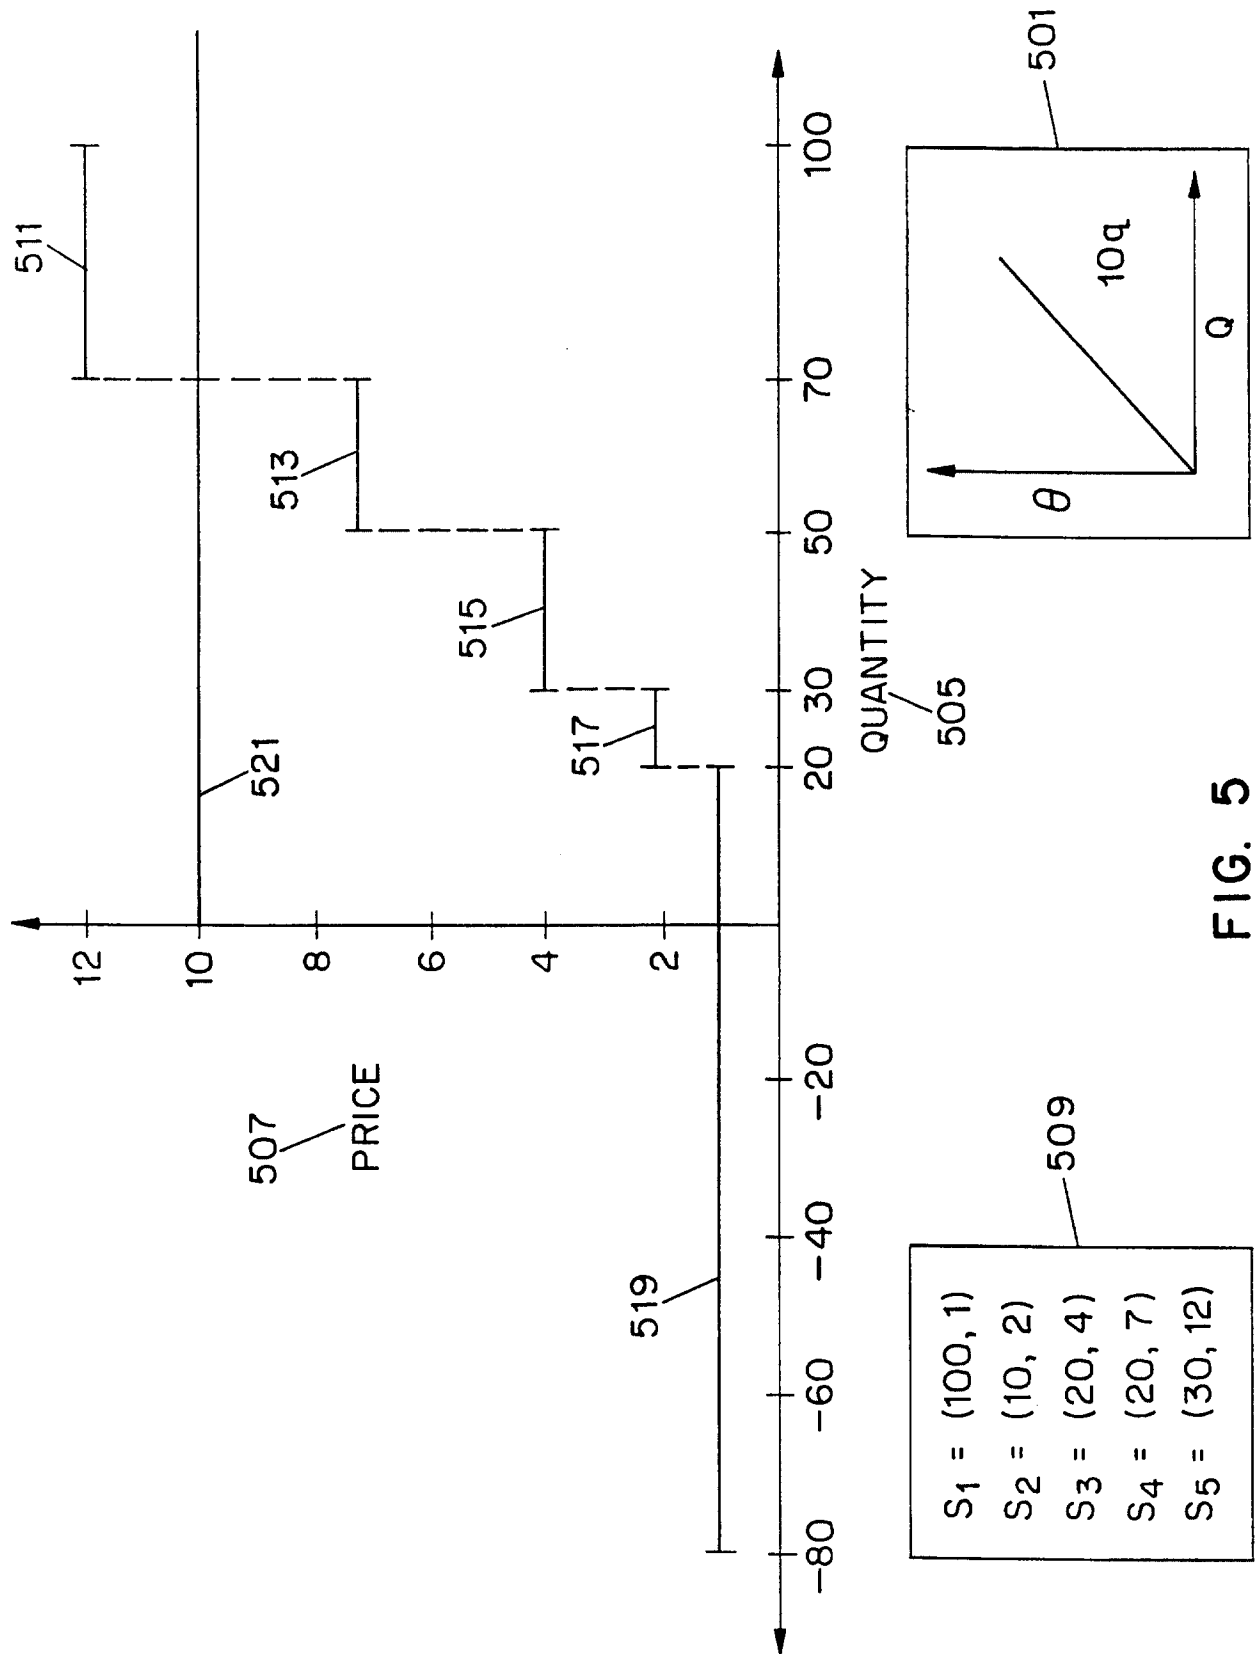 511
12
521
10
513
8
507
PRICE
6
515
4
517
2
519
-80
-60
-40
-20
20
30
50
70
100
QUANTITY
505
509
S1 = (100, 1)
S2 = (10, 2)
S3 = (20, 4)
S4 = (20, 7)
S5 = (30, 12)
501
θ
10q
Q
FIG. 5